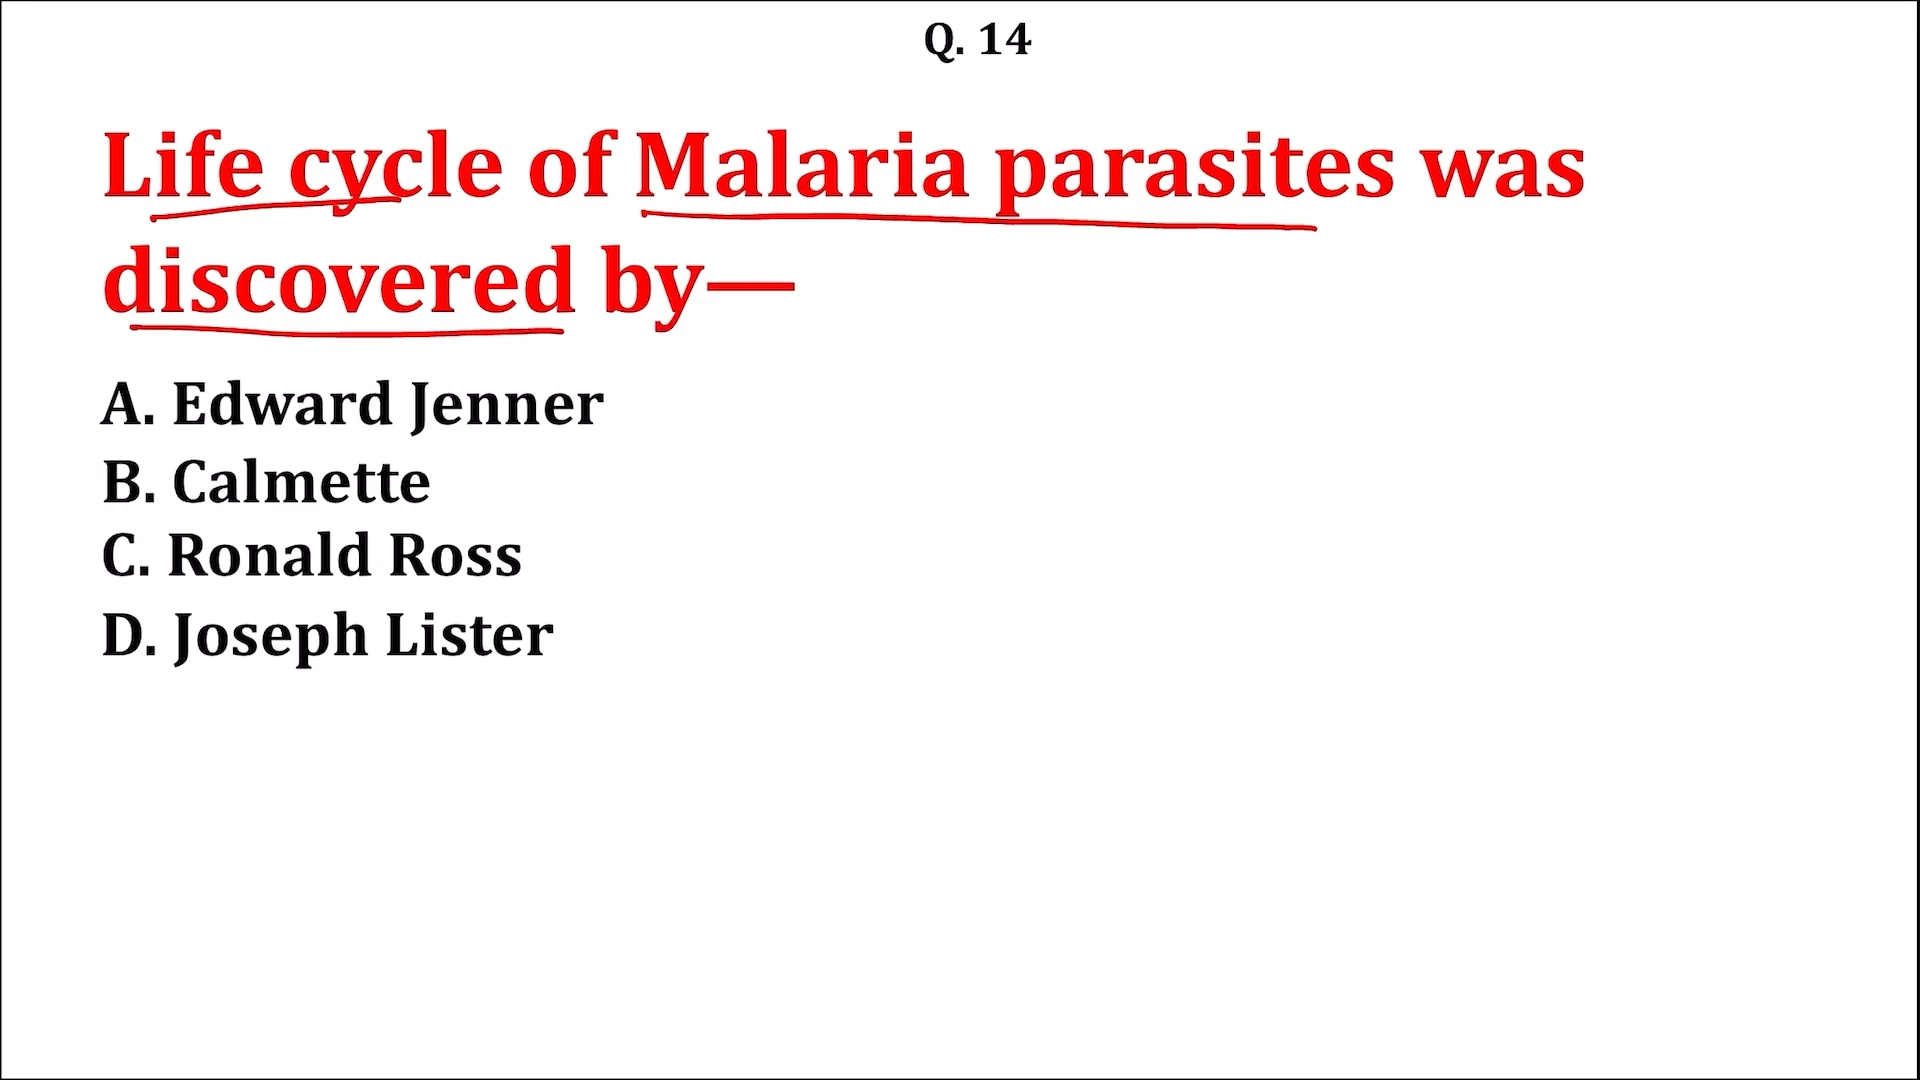 Q. 14
Life cycle of Malaria parasites was
discovered by—
A. Edward Jenner
B. Calmette
C. Ronald Ross
D. Joseph Lister